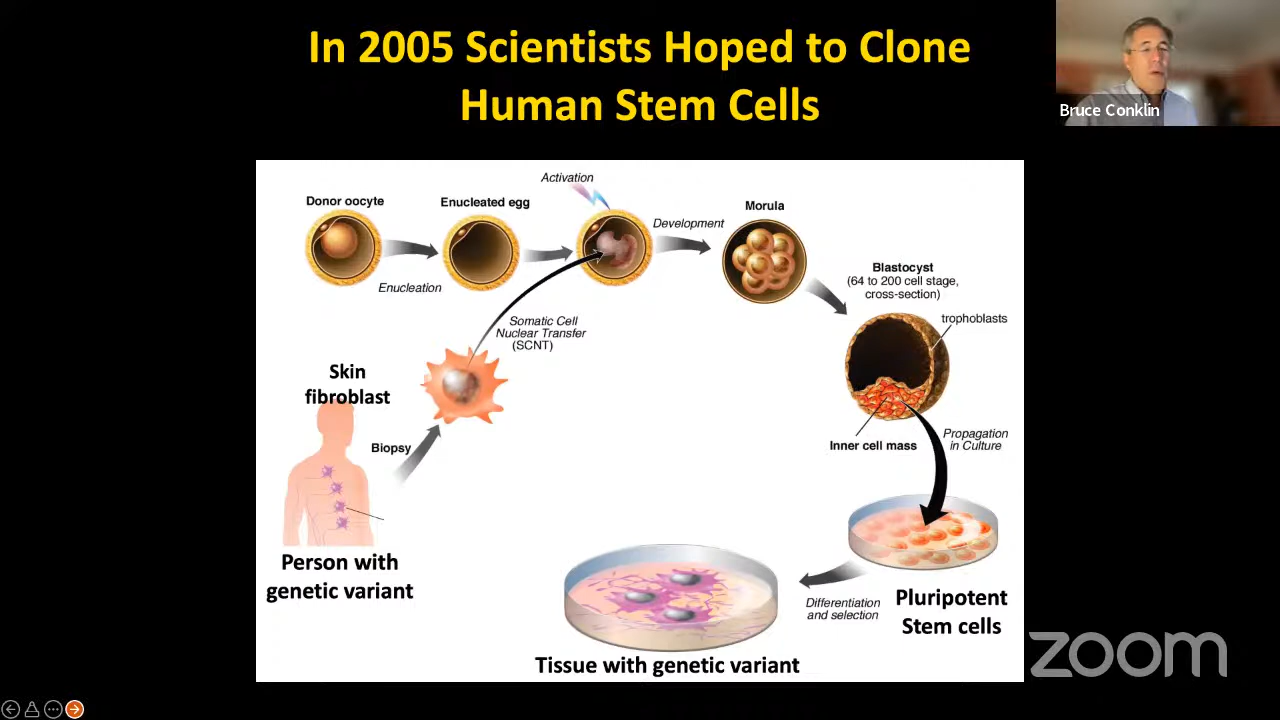 In 2005 Scientists Hoped to Clone
Human Stem Cells
Bruce Conklin
Activation
Donor oocyte
Enucleated egg
Morula
Development
Enucleation
Blastocyst
(64 to 200 cell stage,
cross-section)
trophoblasts
Somatic Cell
Nuclear Transfer
(SCNT)
Skin
fibroblast
Biopsy
Inner cell mass
Propagation
in Culture
Person with
genetic variant
Differentiation
and selection
Pluripotent
Stem cells
Tissue with genetic variant
zoom